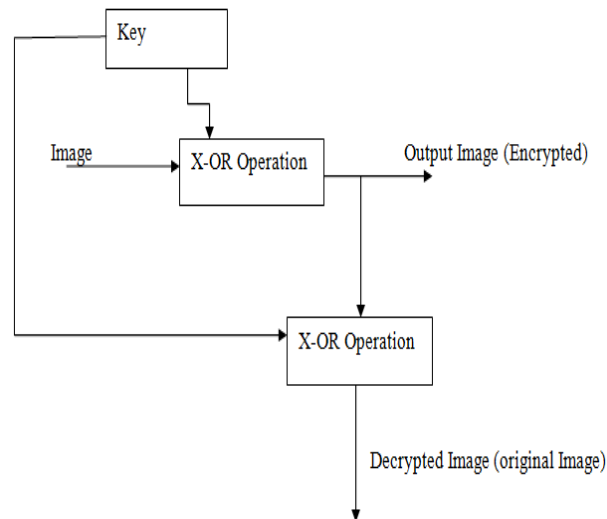 Key
Image
X-OR Operation
Output Image (Encrypted)
X-OR Operation
Decrypted Image (original Image)